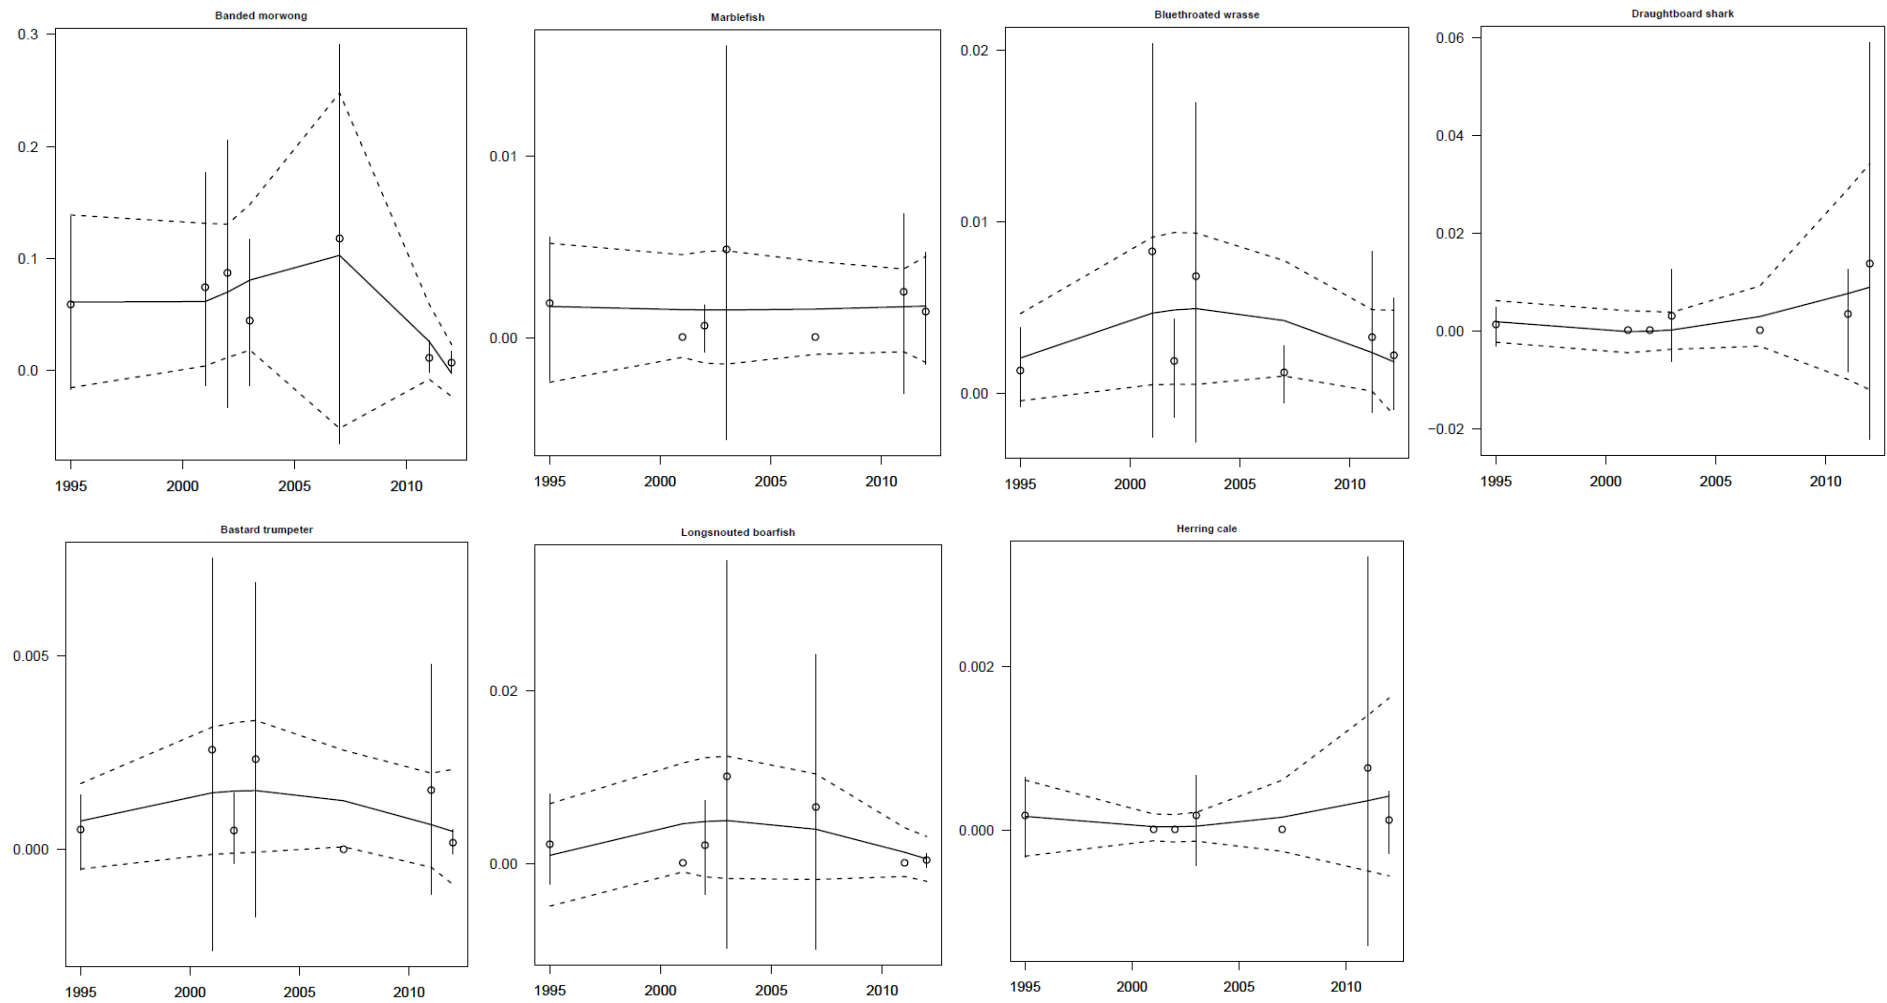 Banded morwong
0.3
0.2
0.1
0.0
1995 2000 2005 2010
Marblefish
0.01
0.00
1995 2000 2005 2010
Bluethroated wrasse
0.02
0.01
0.00
1995 2000 2005 2010
Draughtboard shark
0.06
0.04
0.02
0.00
−0.02
1995 2000 2005 2010
Bastard trumpeter
0.005
0.000
1995 2000 2005 2010
Longsnouted boarfish
0.02
0.00
1995 2000 2005 2010
Herring cale
0.002
0.000
1995 2000 2005 2010